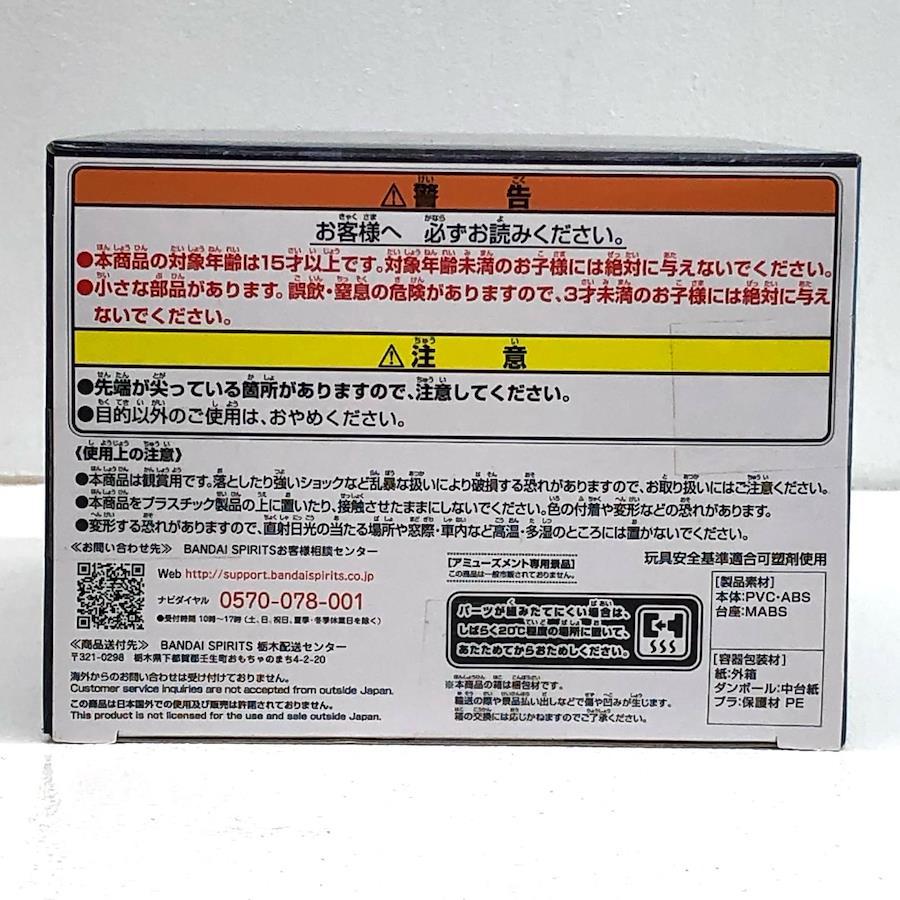 ⚠警告
お客様へ 必ずお読みください。
●本商品の対象年齢は15才以上です。対象年齢未満のお子様には絶対に与えないでください。
●小さな部品があります。誤飲・窒息の危険がありますので、3才未満のお子様には絶対に与え
ないでください。
⚠注意
●先端が尖っている箇所がありますので、注意してください。
●目的以外のご使用は、おやめください。
《使用上の注意》
●本商品は観賞用です。落としたり強いショックなど乱暴な扱いにより破損する恐れがありますので、お取り扱いにはご注意ください。
●本商品をプラスチック製品の上に置いたり、接触させたままにしないでください。色の付着や変形などの恐れがあります。
●変形する恐れがありますので、直射日光の当たる場所や窓際・車内など高温・多湿のところには置かないでください。
《お問い合わせ先》 BANDAI SPIRITSお客様相談センター
Web http://support.bandaispirits.co.jp
ナビダイヤル 0570-078-001
●受付時間 10時〜17時(土、日、祝日、夏季・冬季休業日を除く)
《商品送付先》 BANDAI SPIRITS 栃木配送センター
〒321-0298 栃木県下都賀郡壬生町おもちゃのまち4-2-20
海外からのお問い合わせは受け付けておりません。
Customer service inquiries are not accepted from outside Japan.
この商品は日本国外での使用及び販売は許諾されておりません。
This product is not licensed for the use and sale outside Japan.
[アミューズメント専用景品]
この商品は一般市販されておりません。
パーツが組みたてにくい場合は、
しばらく20℃程度の場所に置いて、
あたためてからおためしください。
※本商品の箱は梱包材です。
輸送の際や景品払い出しなどで傷や凹みが生じます。
箱の交換には応じかねますのでご了承ください。
玩具安全基準適合可塑剤使用
[製品素材]
本体:PVC・ABS
台座:MABS
[容器包装材]
紙:外箱
ダンボール:中台紙
プラ:保護材 PE